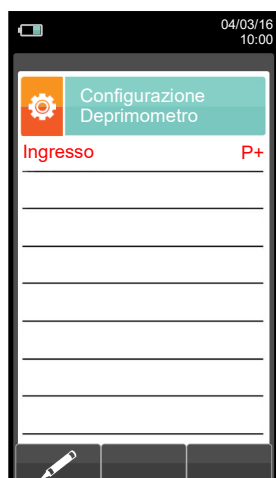 04/03/16
10:00
Configurazione
Deprimometro
Ingresso P+